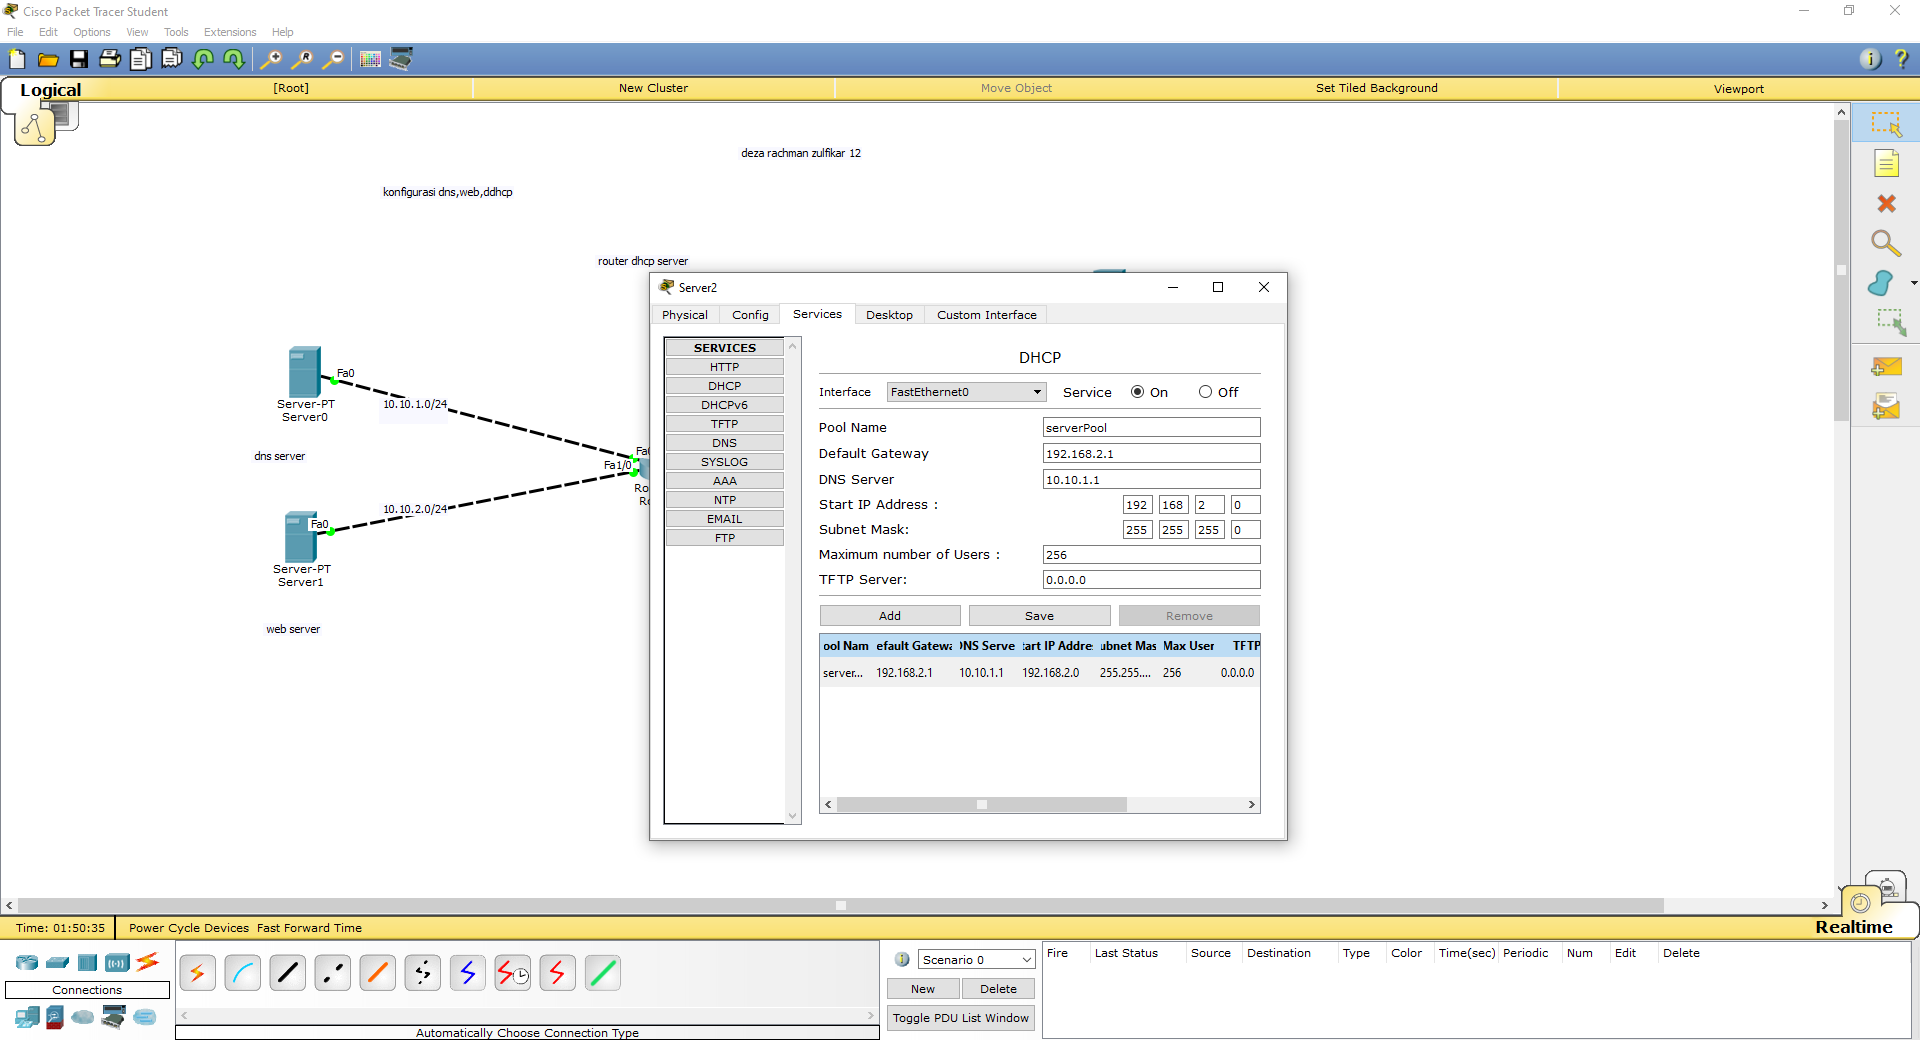 Cisco Packet Tracer Student
File Edit Options View Tools Extensions Help
Logical [Root] New Cluster Move Object Set Tiled Background Viewport
deza rachman zulfikar 12
konfigurasi dns,web,ddhcp
router dhcp server
Fa0
10.10.1.0/24
Server-PT
Server0
dns server
Fa1/0
10.10.2.0/24
Fa0
Server-PT
Server1
web server
Server2
Physical Config Services Desktop Custom Interface
SERVICES
HTTP
DHCP
DHCPv6
TFTP
DNS
SYSLOG
AAA
NTP
EMAIL
FTP
DHCP
Interface FastEthernet0 Service On Off
Pool Name serverPool
Default Gateway 192.168.2.1
DNS Server 10.10.1.1
Start IP Address : 192 168 2 0
Subnet Mask: 255 255 255 0
Maximum number of Users : 256
TFTP Server: 0.0.0.0
Add Save Remove
ool Nam efault Gatewa NS Serve tart IP Addre ubnet Mas Max User TFTP
server... 192.168.2.1 10.10.1.1 192.168.2.0 255.255.... 256 0.0.0.0
Time: 01:50:35 Power Cycle Devices Fast Forward Time Realtime
Connections
Automatically Choose Connection Type
Scenario 0
New Delete
Toggle PDU List Window
Fire Last Status Source Destination Type Color Time(sec) Periodic Num Edit Delete